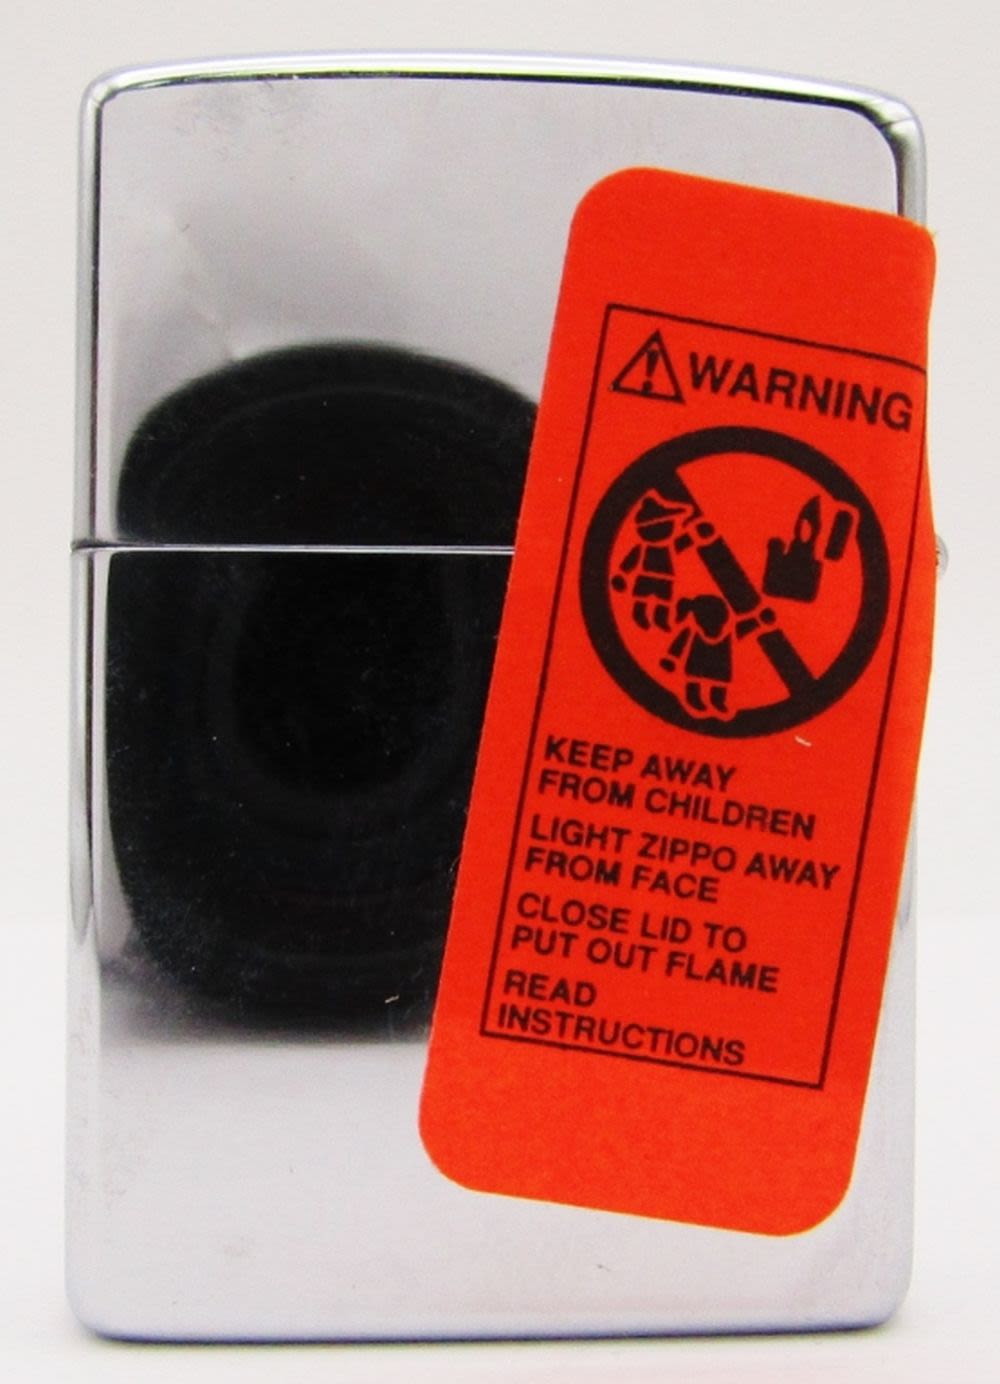 WARNING
KEEP AWAY
FROM CHILDREN
LIGHT ZIPPO AWAY
FROM FACE
CLOSE LID TO
PUT OUT FLAME
READ
INSTRUCTIONS